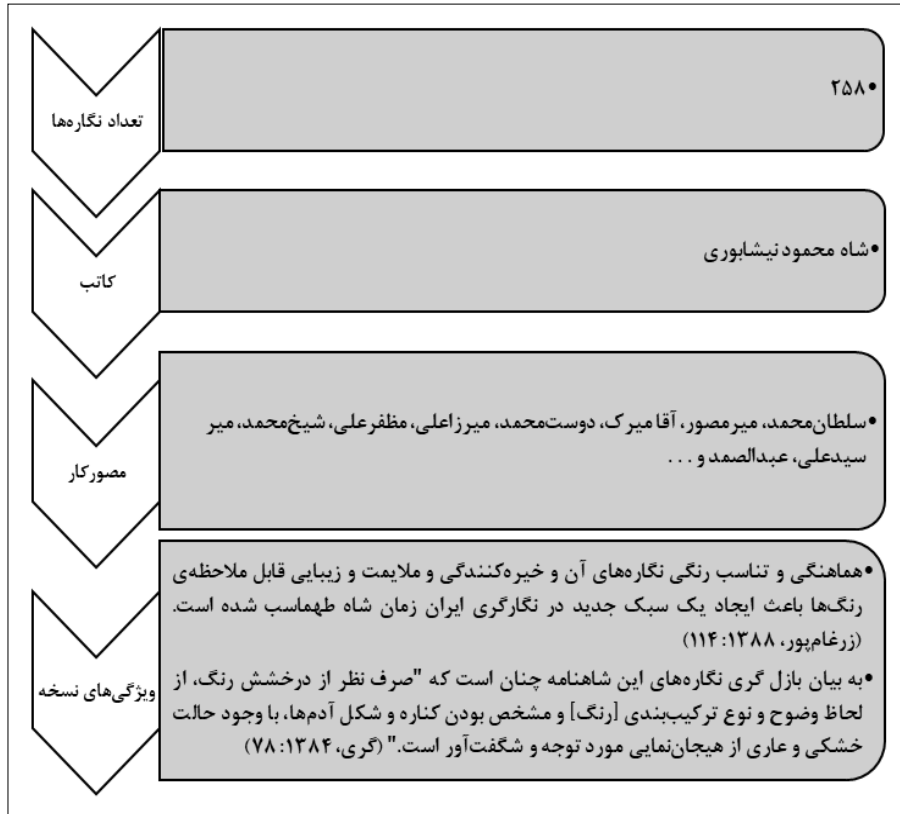 تعداد نگاره‌ها
•۲۵۸
کاتب
•شاه محمود نیشابوری
مصورکار
•سلطان‌محمد، میرمصور، آقا میرک، دوست‌محمد، میرزاعلی، مظفرعلی، شیخ‌محمد، میر
سیدعلی، عبدالصمد و . . .
ویژگی‌های نسخه
•هماهنگی و تناسب رنگی نگاره‌های آن و خیره‌کنندگی و ملایمت و زیبایی قابل ملاحظه‌ی
رنگ‌ها باعث ایجاد یک سبک جدید در نگارگری ایران زمان شاه طهماسب شده است.
(زرغام‌پور، ۱۳۸۸: ۱۱۴)
•به بیان بازل گری نگاره‌های این شاهنامه چنان است که "صرف نظر از درخشش رنگ، از
لحاظ وضوح و نوع ترکیب‌بندی [رنگ] و مشخص بودن کناره و شکل آدم‌ها، با وجود حالت
خشکی و عاری از هیجان‌نمایی مورد توجه و شگفت‌آور است." (گری، ۱۳۸۴: ۷۸)